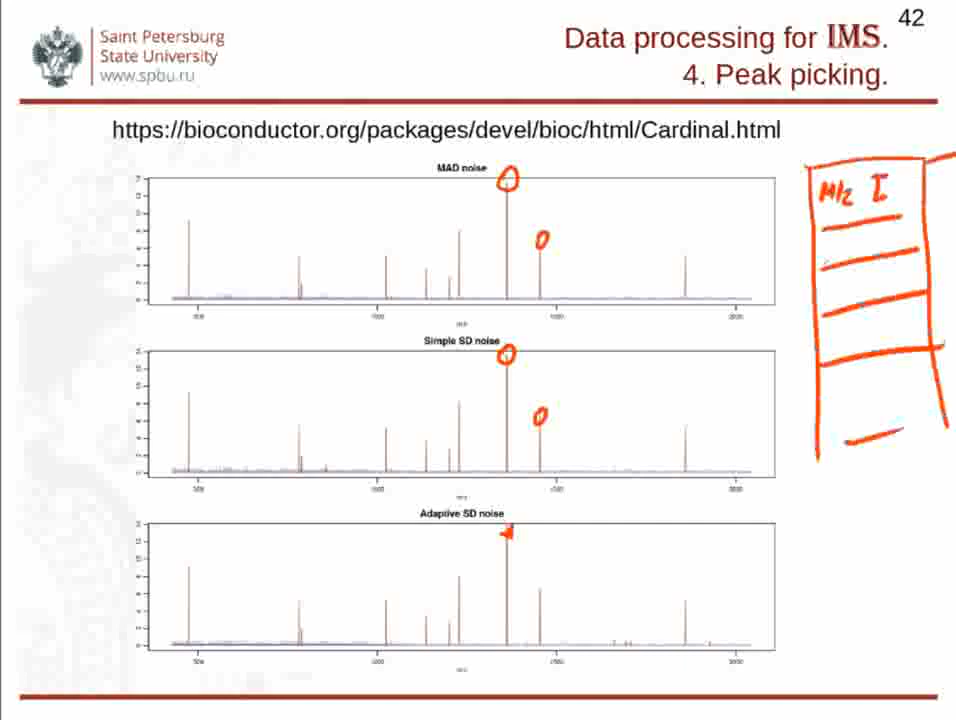 42
Saint Petersburg
State University
www.spbu.ru
Data processing for IMS.
4. Peak picking.
https://bioconductor.org/packages/devel/bioc/html/Cardinal.html
MAD noise
M/z I
Simple SD noise
Adaptive SD noise